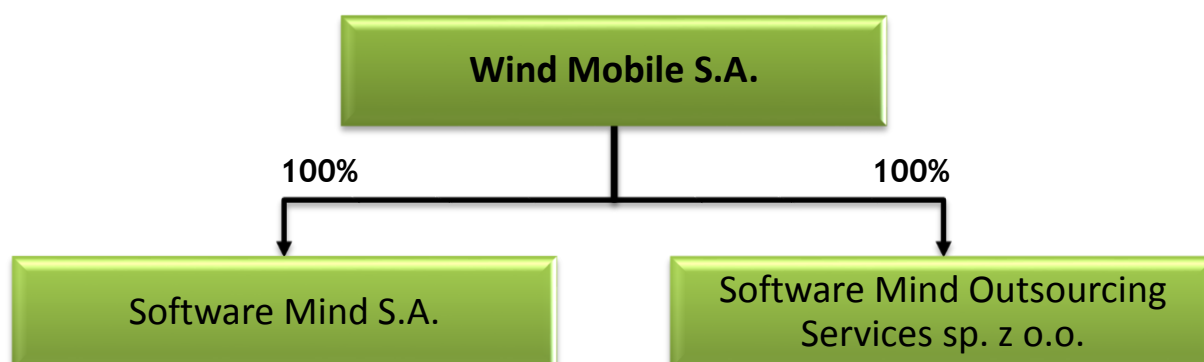 Wind Mobile S.A.
100%
100%
Software Mind S.A.
Software Mind Outsourcing
Services sp. z o.o.